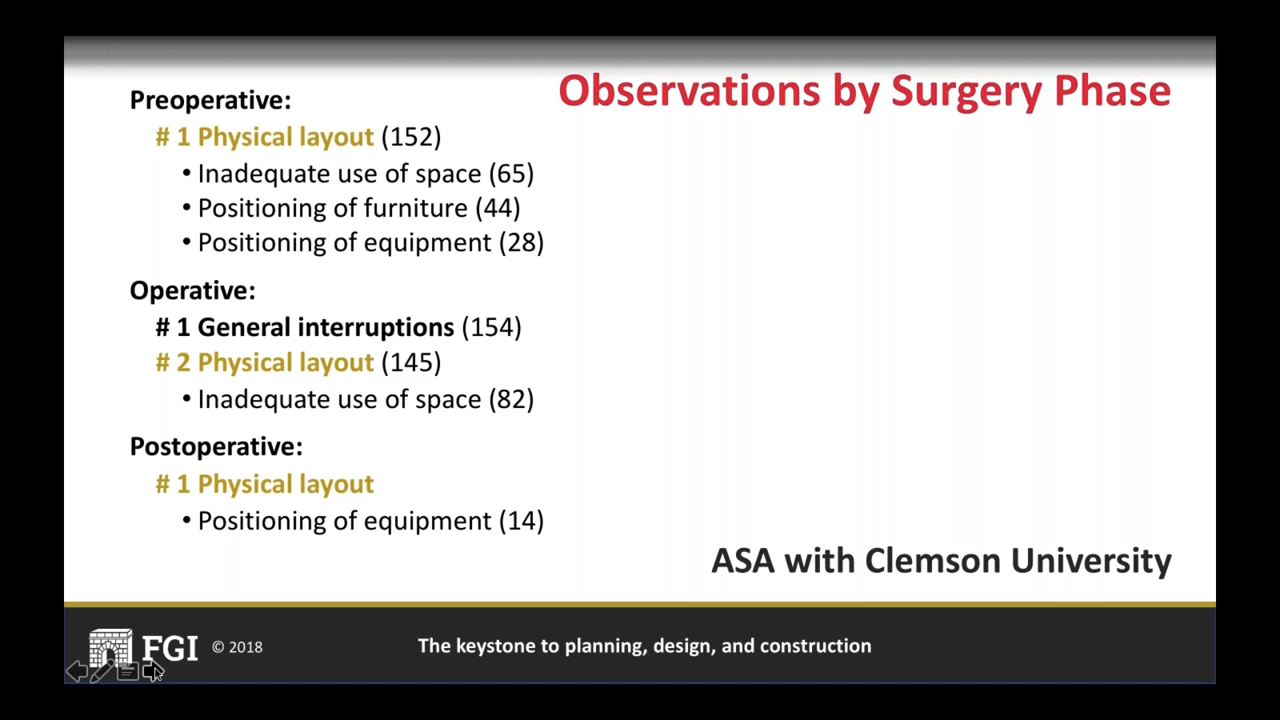 Observations by Surgery Phase
Preoperative:
# 1 Physical layout (152)
• Inadequate use of space (65)
• Positioning of furniture (44)
• Positioning of equipment (28)
Operative:
# 1 General interruptions (154)
# 2 Physical layout (145)
• Inadequate use of space (82)
Postoperative:
# 1 Physical layout
• Positioning of equipment (14)
ASA with Clemson University
FGI © 2018
The keystone to planning, design, and construction